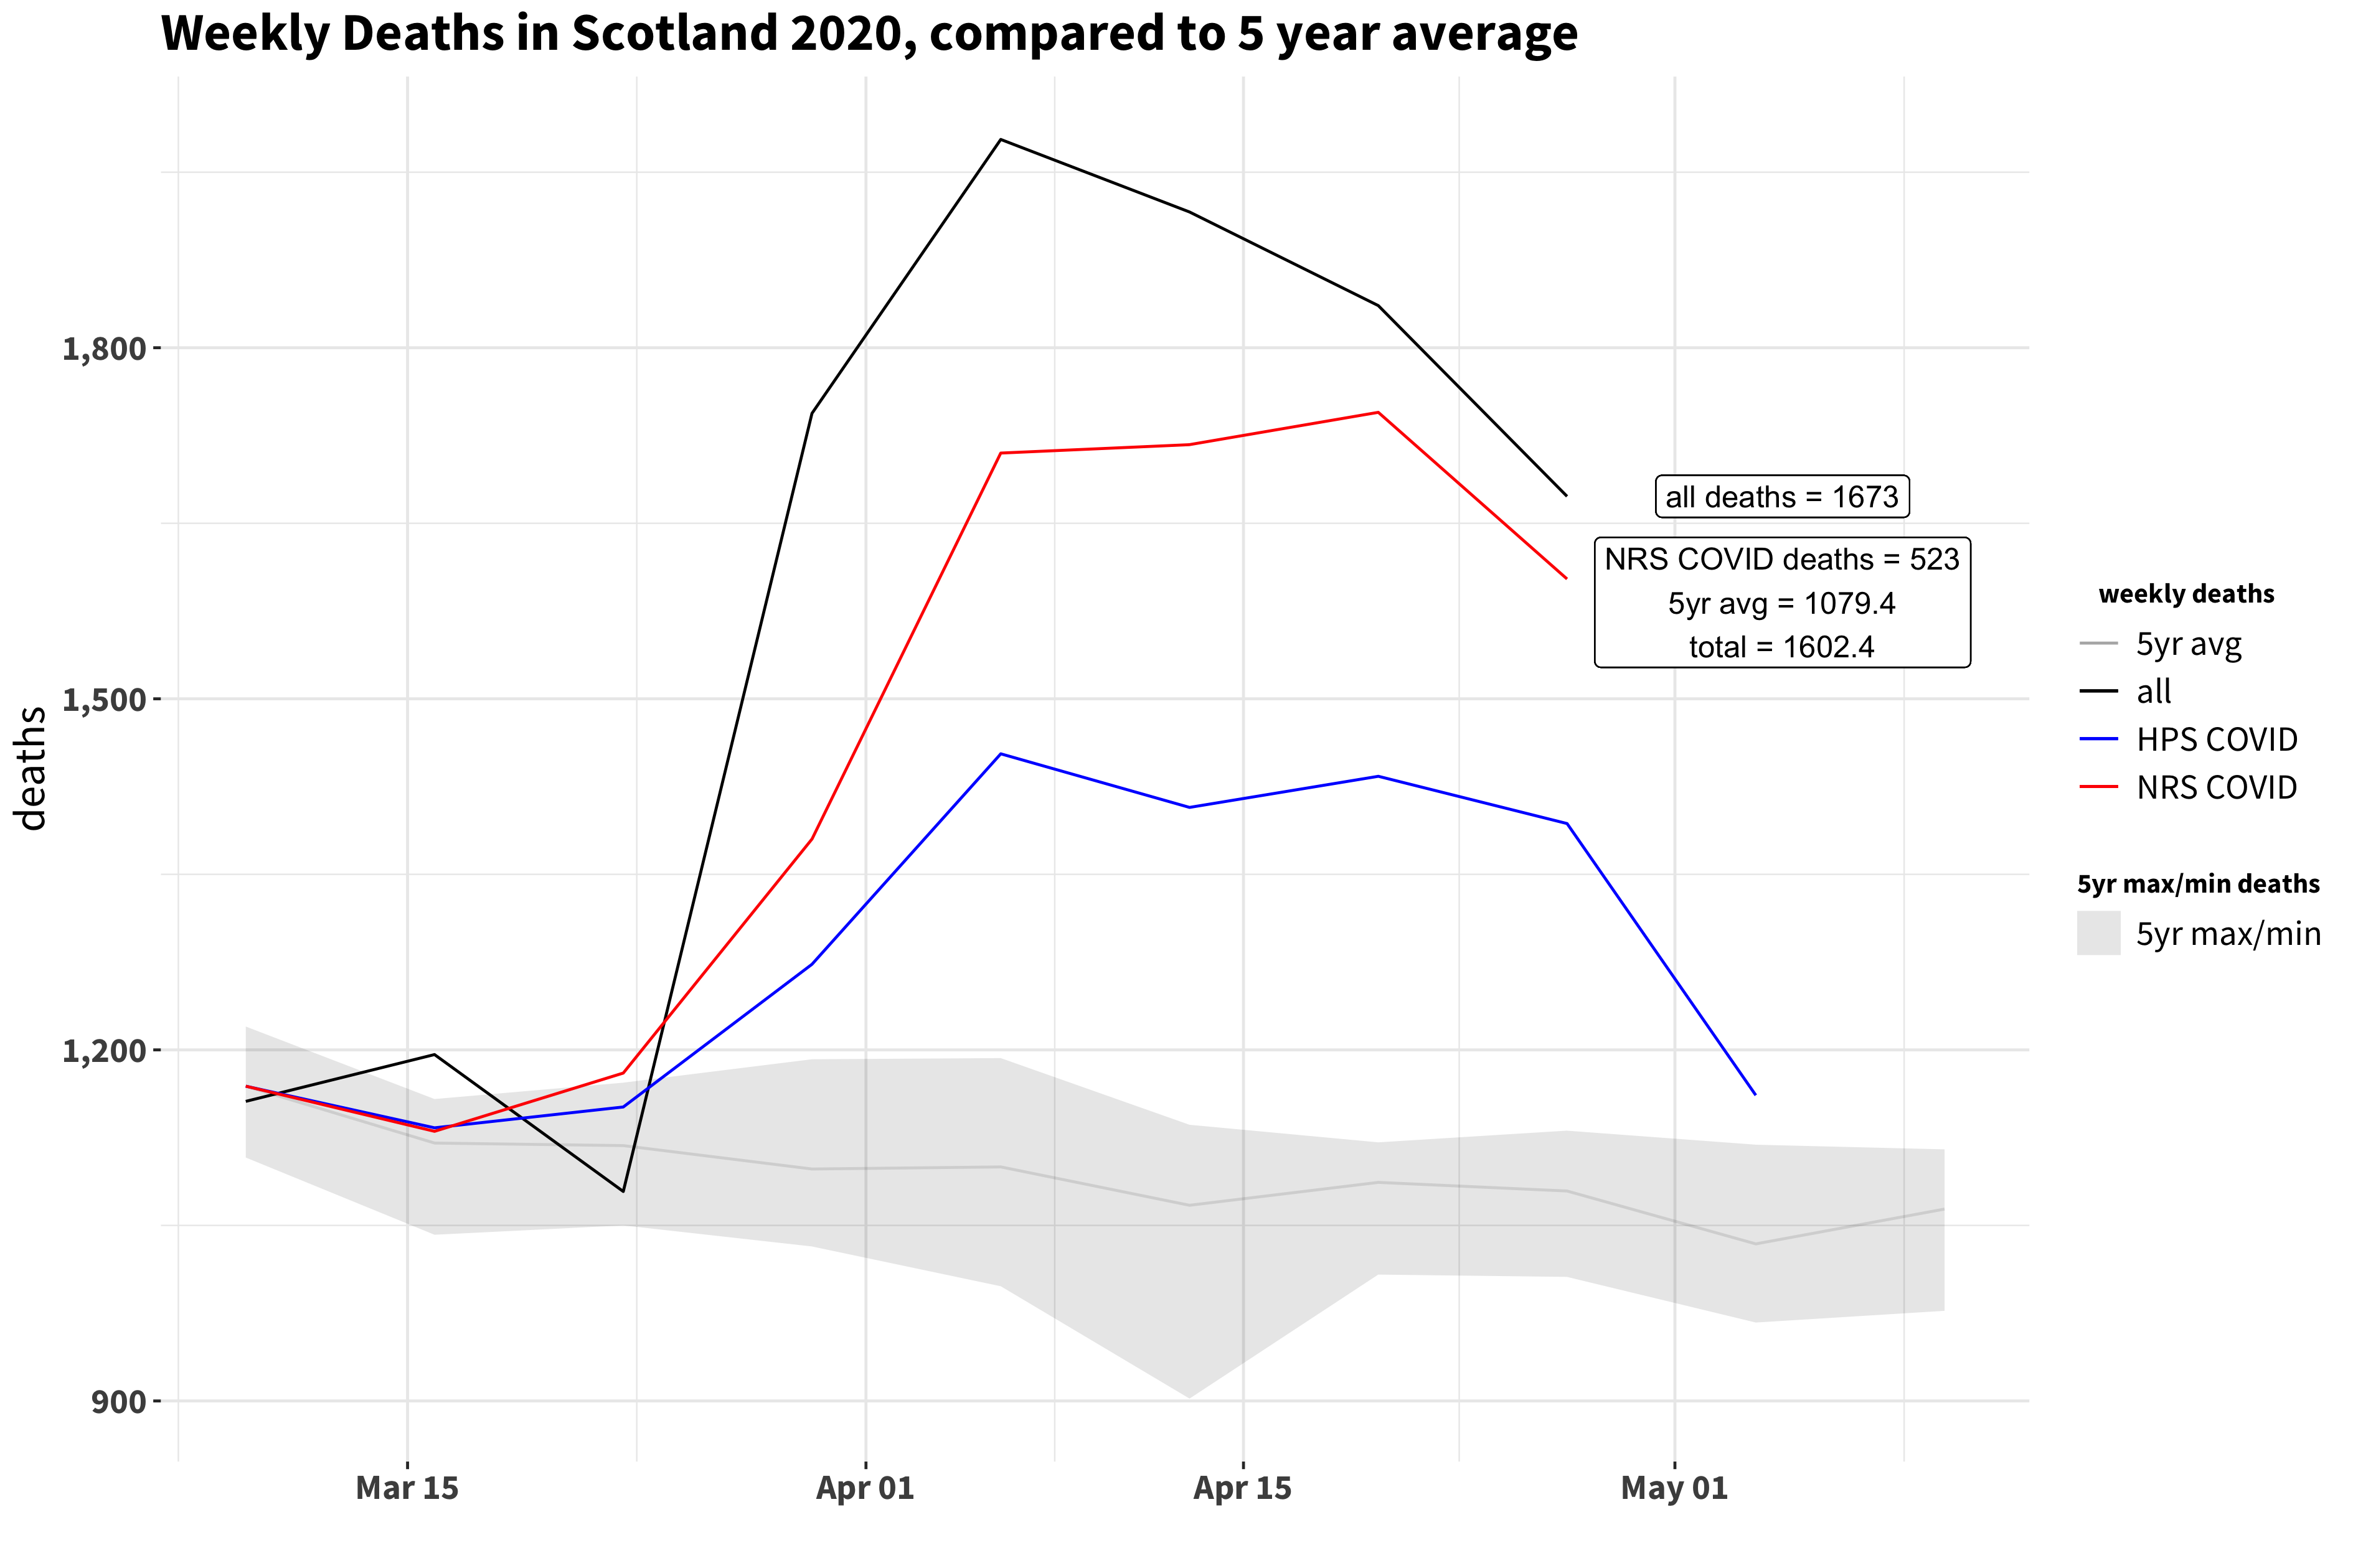 Weekly Deaths in Scotland 2020, compared to 5 year average
deaths
1,800
1,500
1,200
900
Mar 15
Apr 01
Apr 15
May 01
all deaths = 1673
NRS COVID deaths = 523
5yr avg = 1079.4
total = 1602.4
weekly deaths
5yr avg
all
HPS COVID
NRS COVID
5yr max/min deaths
5yr max/min